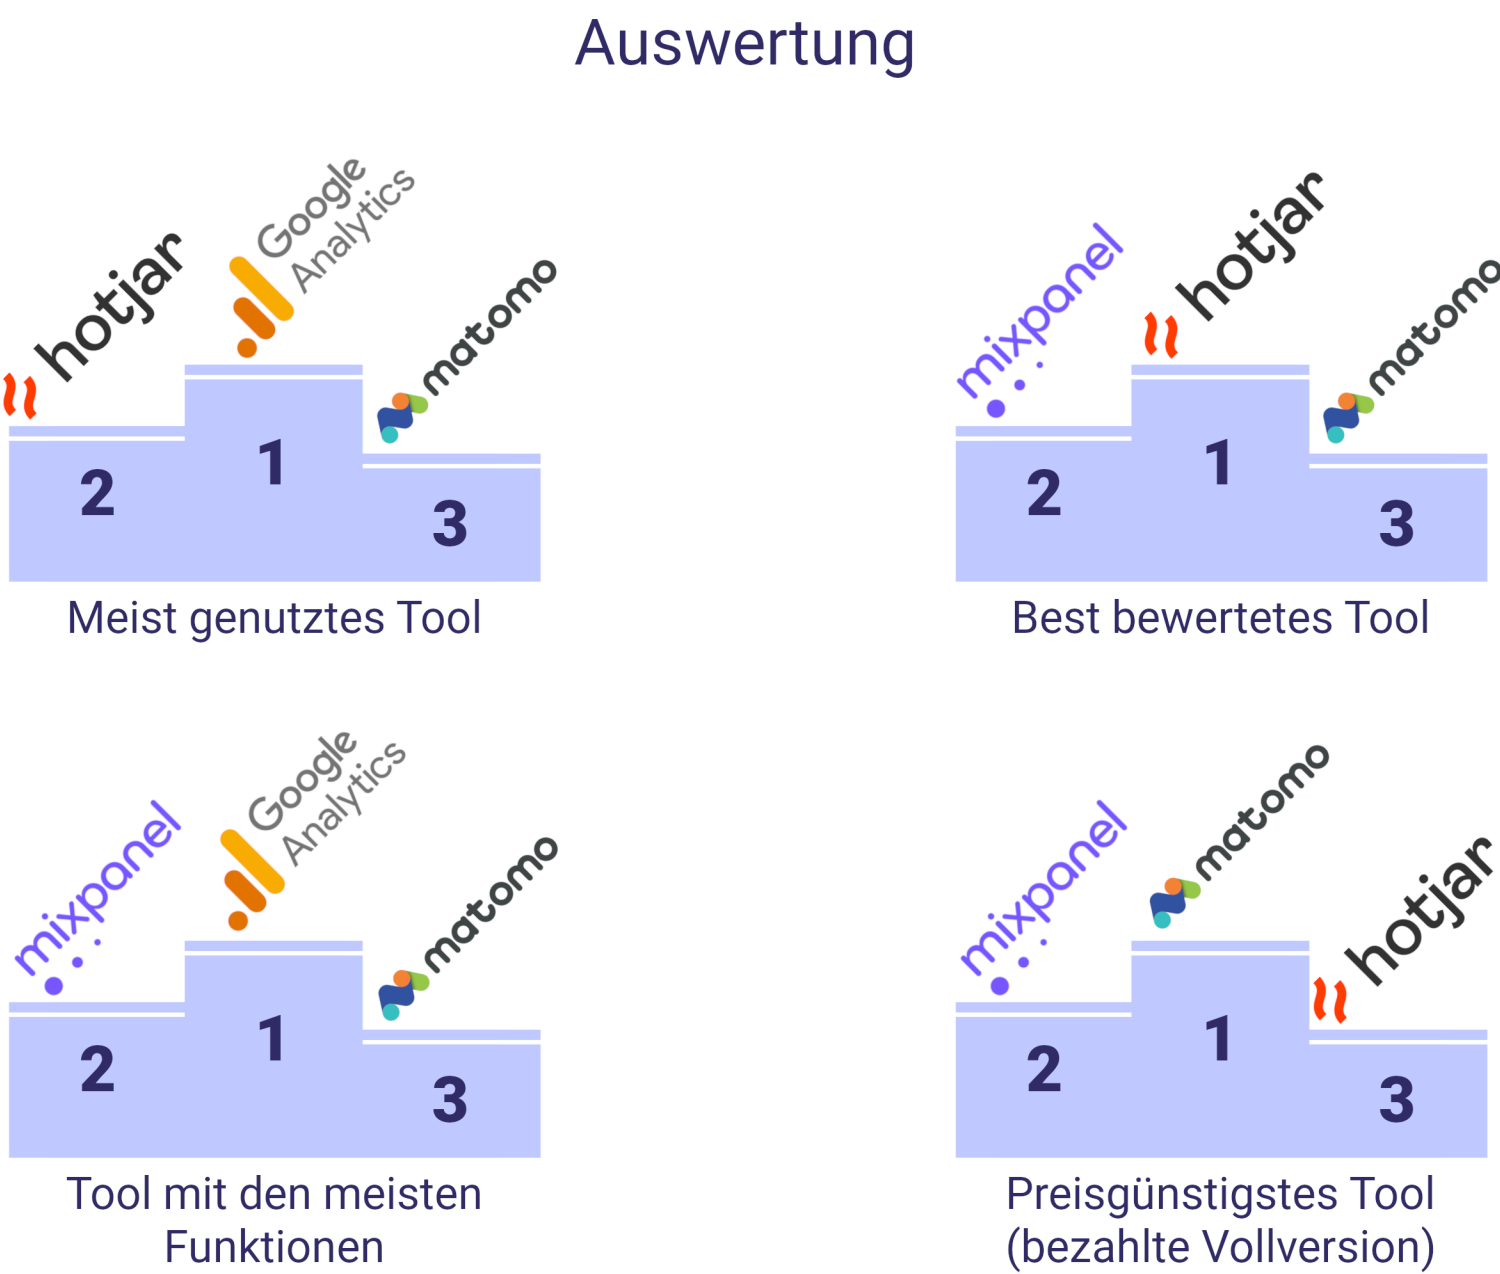 Auswertung
hotjar
Google
Analytics
matomo
2
1
3
Meist genutztes Tool
mixpanel
hotjar
matomo
2
1
3
Best bewertetes Tool
mixpanel
Google
Analytics
matomo
2
1
3
Tool mit den meisten
Funktionen
mixpanel
matomo
hotjar
2
1
3
Preisgünstigstes Tool
(bezahlte Vollversion)